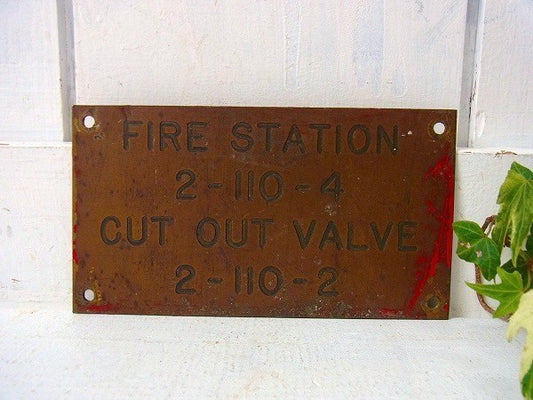 FIRE STATION
2-110-4
CUT OUT VALVE
2-110-2